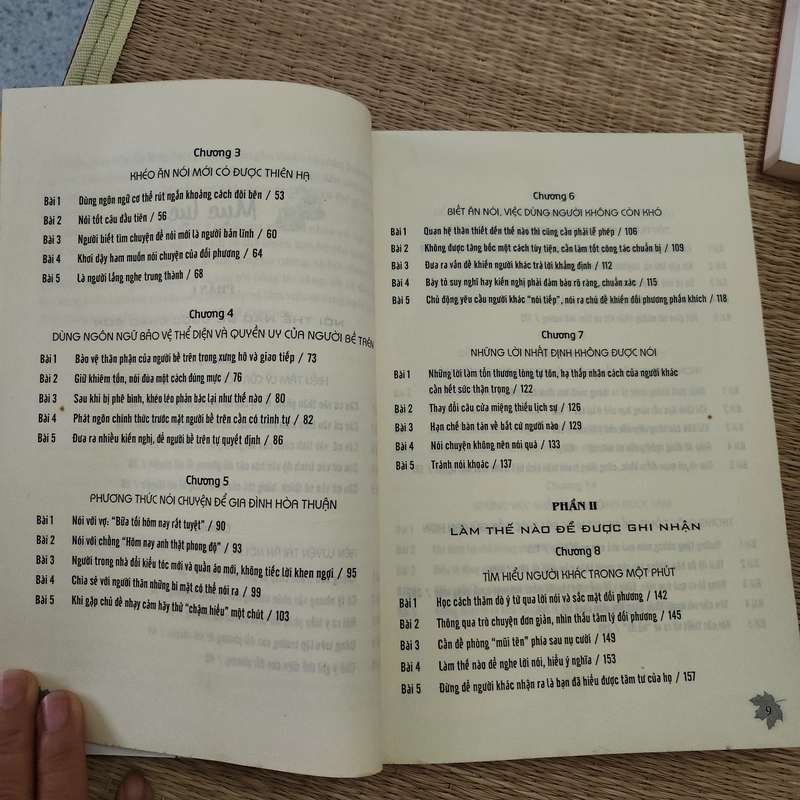 Chương 3
KHÉO ĂN NÓI MỚI CÓ ĐƯỢC THIÊN HẠ
Bài 1 Dùng ngôn ngữ cơ thể rút ngắn khoảng cách đôi bên / 53
Bài 2 Nói tốt câu đầu tiên / 56
Bài 3 Người biết tìm chuyện để nói mới là người bản lĩnh / 60
Bài 4 Khơi dậy ham muốn nói chuyện của đối phương / 64
Bài 5 Là người lắng nghe trung thành / 68
Chương 4
DÙNG NGÔN NGỮ BẢO VỆ THỂ DIỆN VÀ QUYỀN UY CỦA NGƯỜI BỀ TRÊN
Bài 1 Bảo vệ thân phận của người bề trên trong xưng hô và giao tiếp / 73
Bài 2 Giữ khiêm tốn, nói đùa một cách đúng mực / 76
Bài 3 Sau khi bị phê bình, khéo léo phản bác lại như thế nào / 80
Bài 4 Phát ngôn chính thức trước mặt người bề trên cần có trình tự / 82
Bài 5 Đưa ra nhiều kiến nghị, để người bề trên tự quyết định / 86
Chương 5
PHƯƠNG THỨC NÓI CHUYỆN ĐỂ GIA ĐÌNH HÒA THUẬN
Bài 1 Nói với vợ: "Bữa tối hôm nay rất tuyệt" / 90
Bài 2 Nói với chồng "Hôm nay anh thật phong độ" / 93
Bài 3 Người trong nhà đổi kiểu tóc mới và quần áo mới, không tiếc lời khen ngợi / 95
Bài 4 Chia sẻ với người thân những bí mật có thể nói ra / 99
Bài 5 Khi gặp chủ đề nhạy cảm hãy thử "chậm hiểu" một chút / 103
Chương 6
BIẾT ĂN NÓI, VIỆC DÙNG NGƯỜI KHÔNG CÒN KHÓ
Bài 1 Quan hệ thân thiết đến thế nào thì cũng cần phải lễ phép / 106
Bài 2 Không được tâng bốc một cách tùy tiện, cần làm tốt công tác chuẩn bị / 109
Bài 3 Đưa ra vấn đề khiến người khác trả lời khẳng định / 112
Bài 4 Bày tỏ suy nghĩ hay kiến nghị phải đảm bảo rõ ràng, chuẩn xác / 115
Bài 5 Chủ động yêu cầu người khác "nói tiếp", nói ra chủ đề khiến đối phương phấn khích / 118
Chương 7
NHỮNG LỜI NHẤT ĐỊNH KHÔNG ĐƯỢC NÓI
Bài 1 Những lời làm tổn thương lòng tự tôn, hạ thấp nhân cách của người khác
cần hết sức thận trọng / 122
Bài 2 Thay đổi câu cửa miệng thiếu lịch sự / 126
Bài 3 Hạn chế bàn tán về bất cứ người nào / 129
Bài 4 Nói chuyện không nên nói quá / 133
Bài 5 Tránh nói khoác / 137
PHẦN II
LÀM THẾ NÀO ĐỂ ĐƯỢC GHI NHẬN
Chương 8
TÌM HIỂU NGƯỜI KHÁC TRONG MỘT PHÚT
Bài 1 Học cách thăm dò ý tứ qua lời nói và sắc mặt đối phương / 142
Bài 2 Thông qua trò chuyện đơn giản, nhìn thấu tâm lý đối phương / 145
Bài 3 Cần đề phòng "mũi tên" phía sau nụ cười / 149
Bài 4 Làm thế nào để nghe lời nói, hiểu ý nghĩa / 153
Bài 5 Đừng để người khác nhận ra là bạn đã hiểu được tâm tư của họ / 157
9